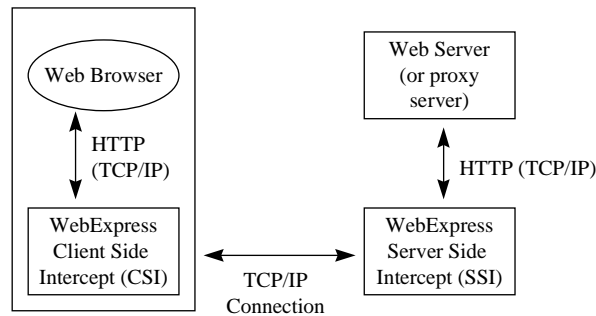 Web Browser
HTTP
(TCP/IP)
WebExpress
Client Side
Intercept (CSI)
TCP/IP
Connection
Web Server
(or proxy
server)
HTTP (TCP/IP)
WebExpress
Server Side
Intercept (SSI)